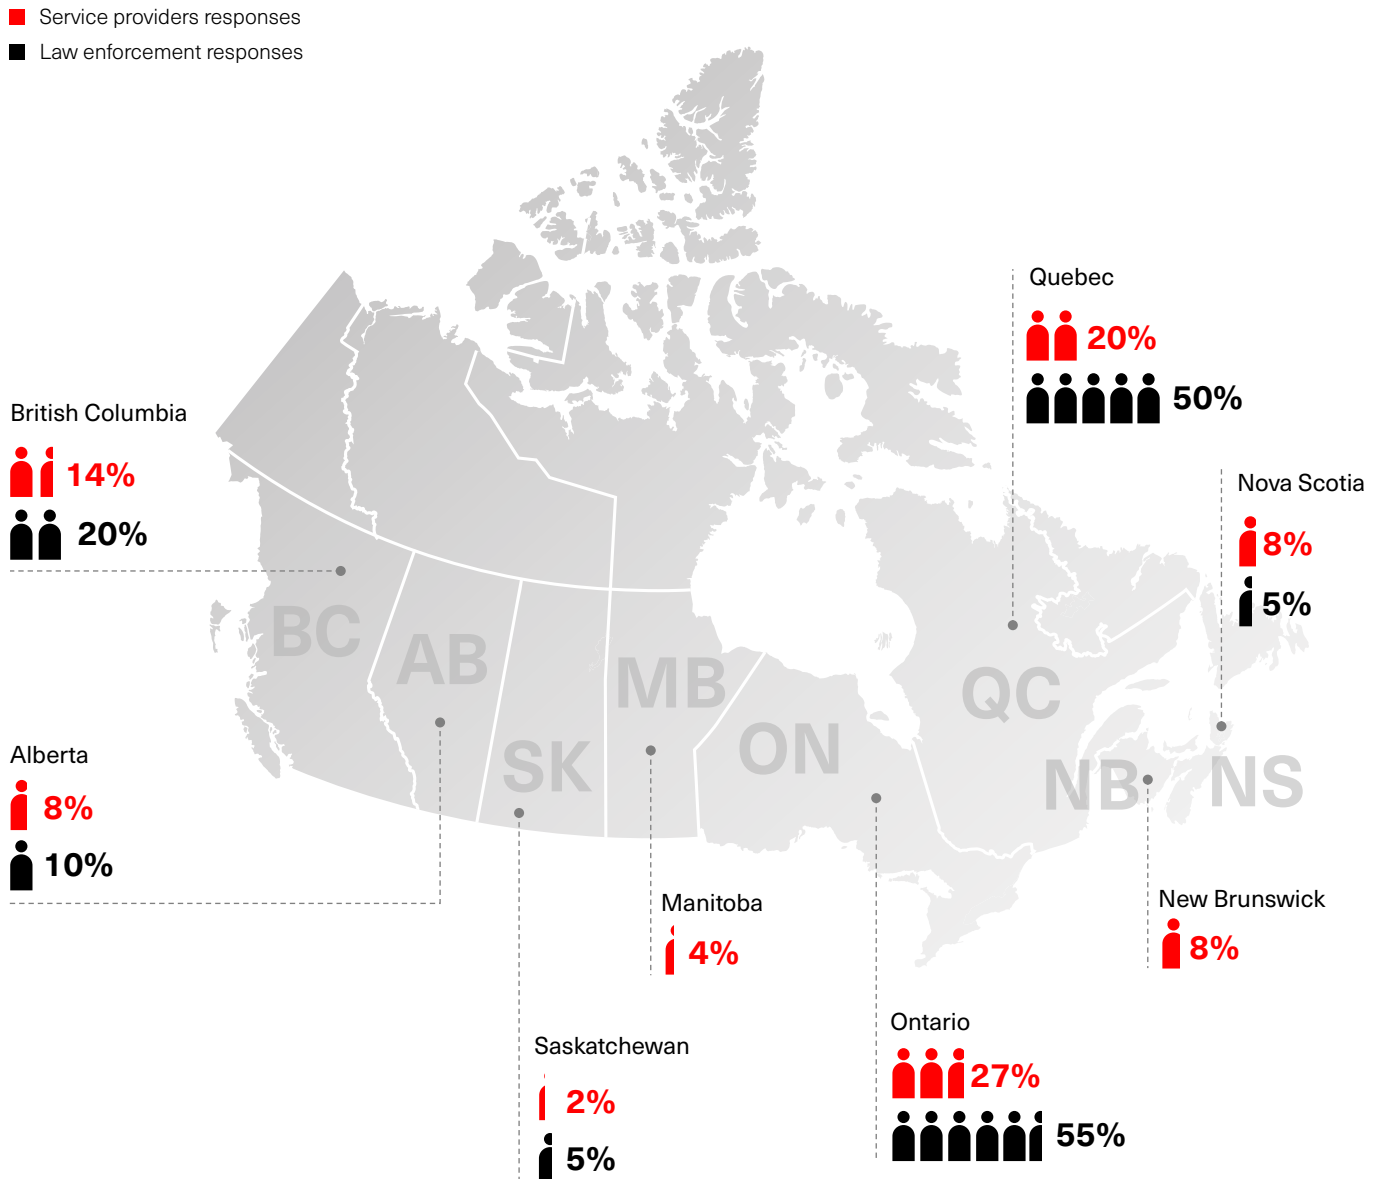 Service providers responses
Law enforcement responses
Quebec
20%
50%
British Columbia
14%
20%
Nova Scotia
8%
5%
BC
AB
MB
QC
SK
ON
NB
NS
Alberta
8%
10%
Manitoba
4%
New Brunswick
8%
Ontario
27%
55%
Saskatchewan
2%
5%